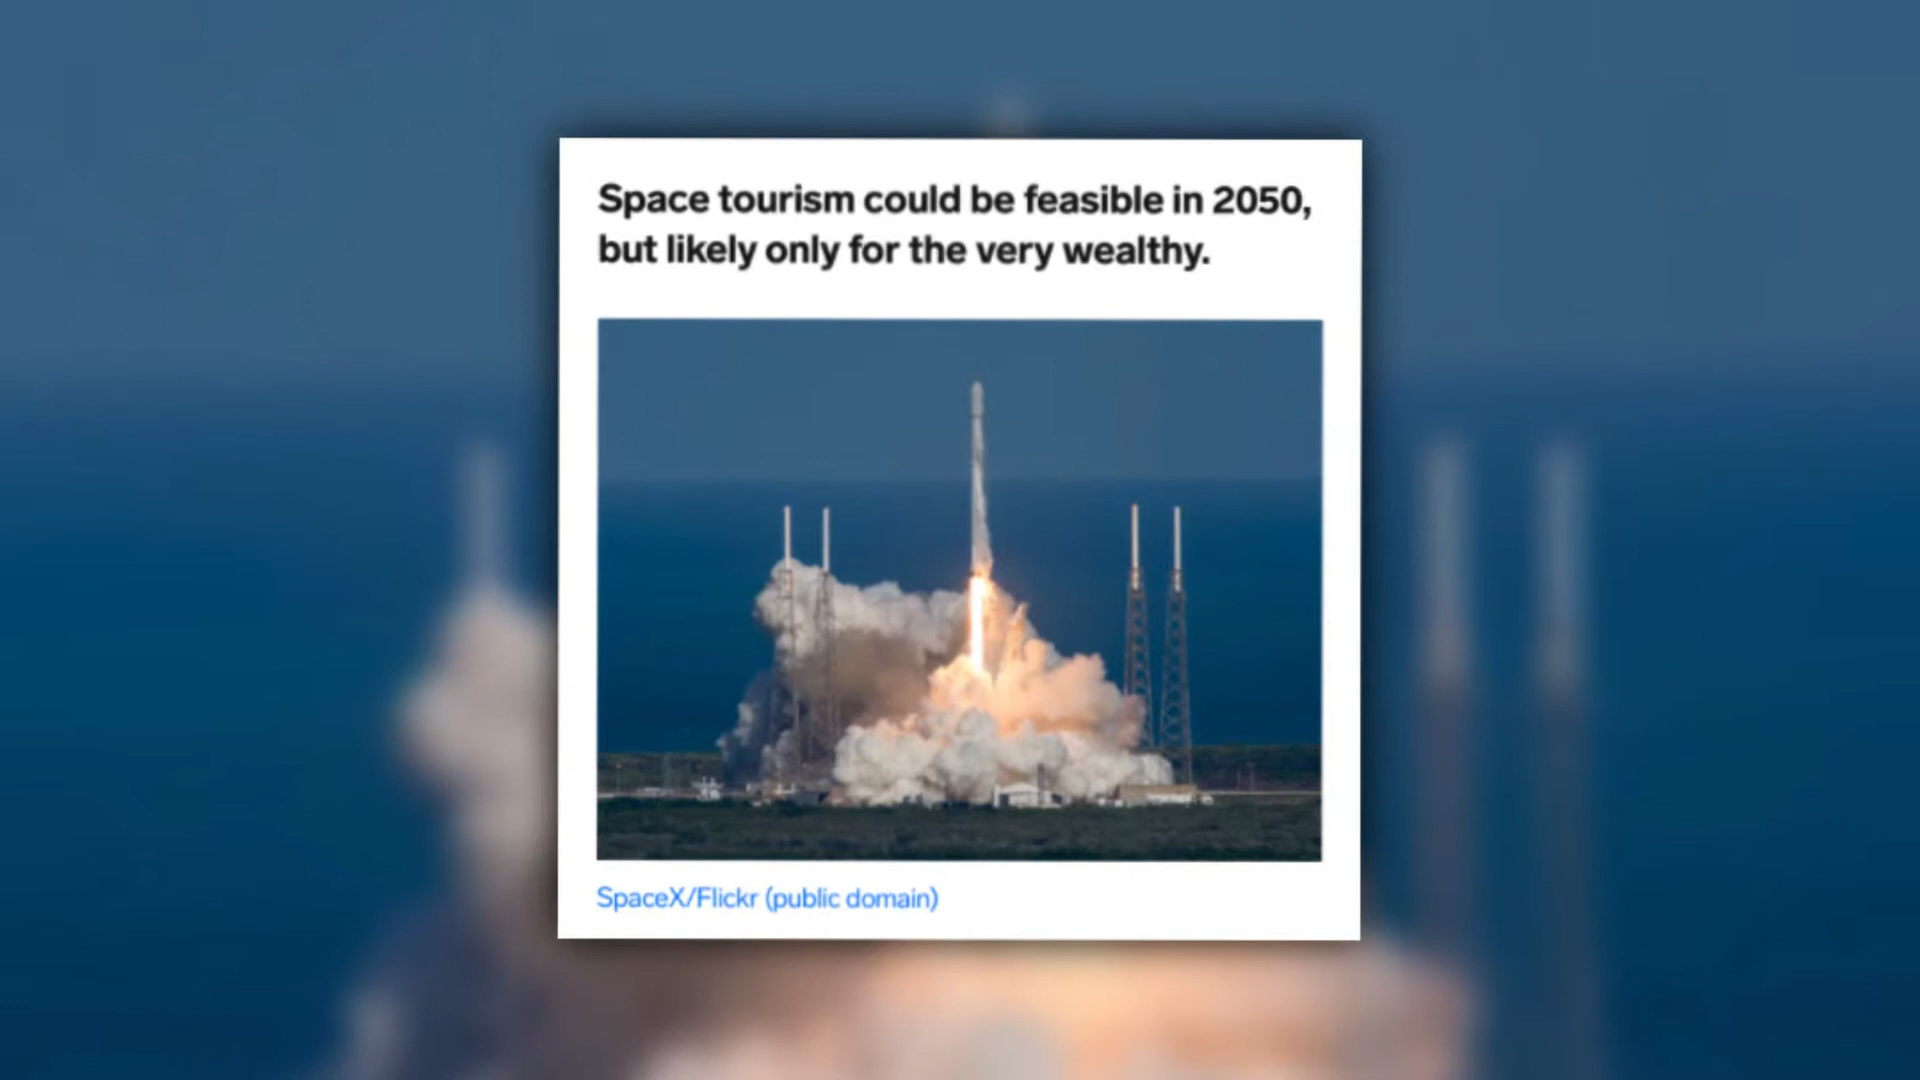 Space tourism could be feasible in 2050,
but likely only for the very wealthy.
SpaceX/Flickr (public domain)